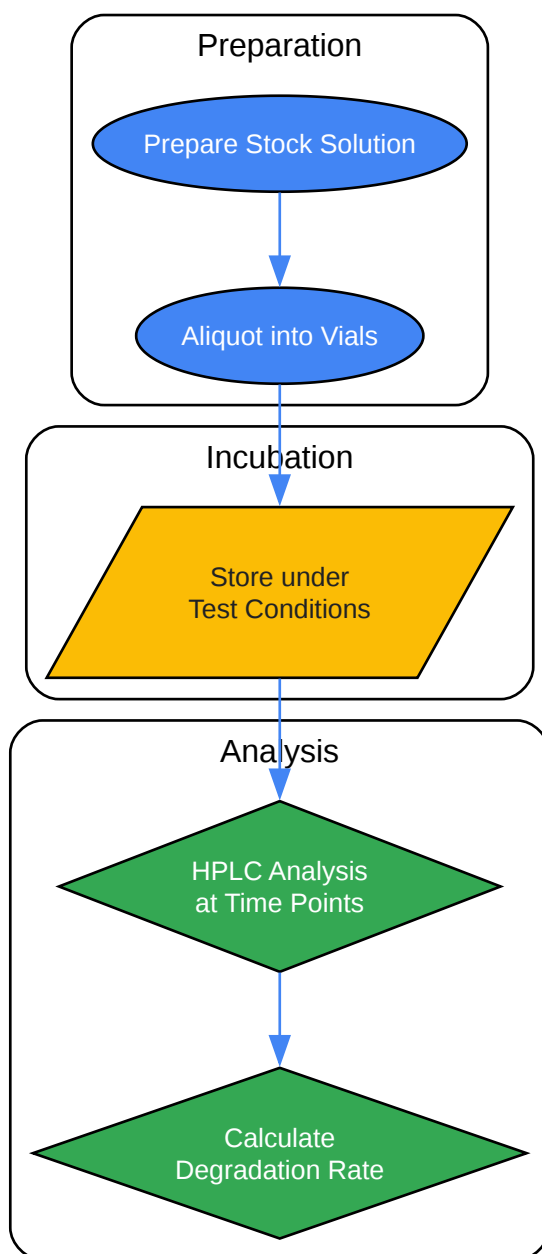 Preparation
Prepare Stock Solution
Aliquot into Vials
Incubation
Store under
Test Conditions
Analysis
HPLC Analysis
at Time Points
Calculate
Degradation Rate